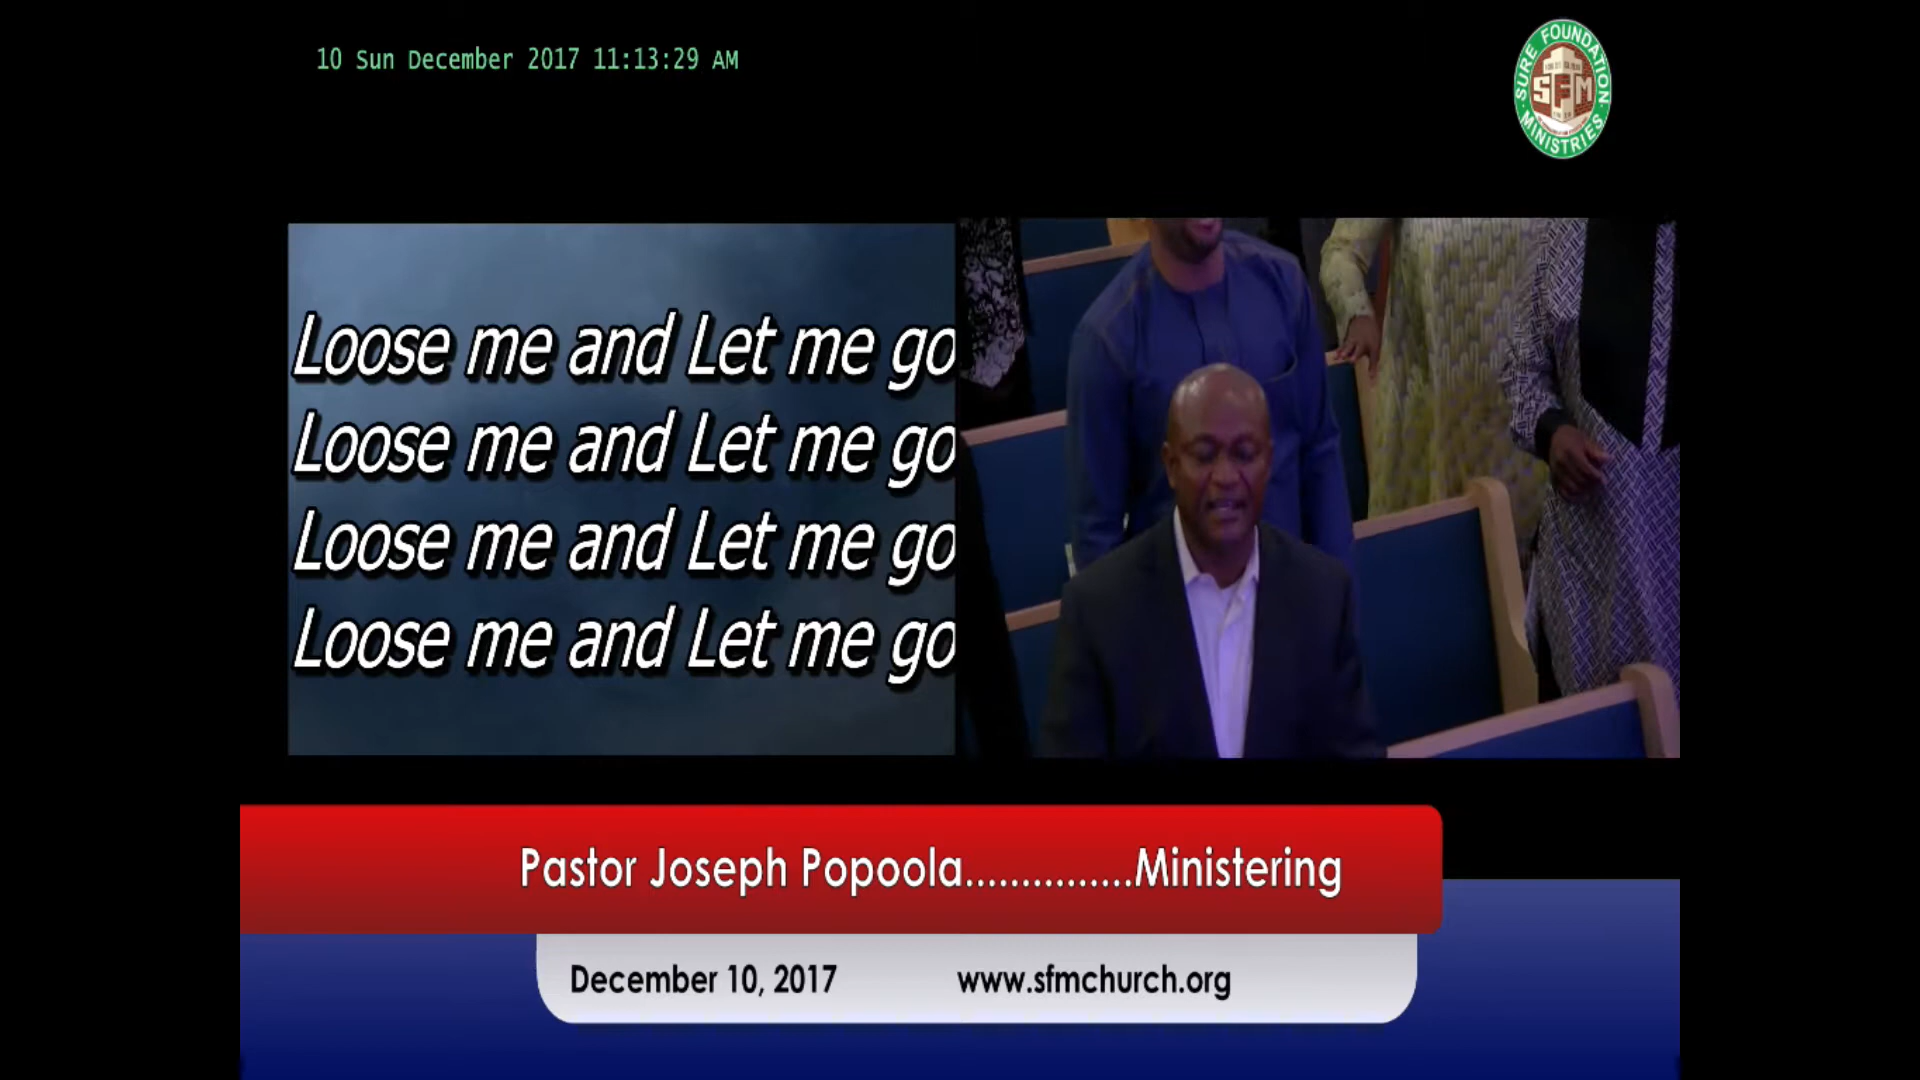 10 Sun December 2017 11:13:29 AM
SURE FOUNDATION
SFM
MINISTRIES
Loose me and Let me go
Loose me and Let me go
Loose me and Let me go
Loose me and Let me go
Pastor Joseph Popoola...............Ministering
December 10, 2017 www.sfmchurch.org